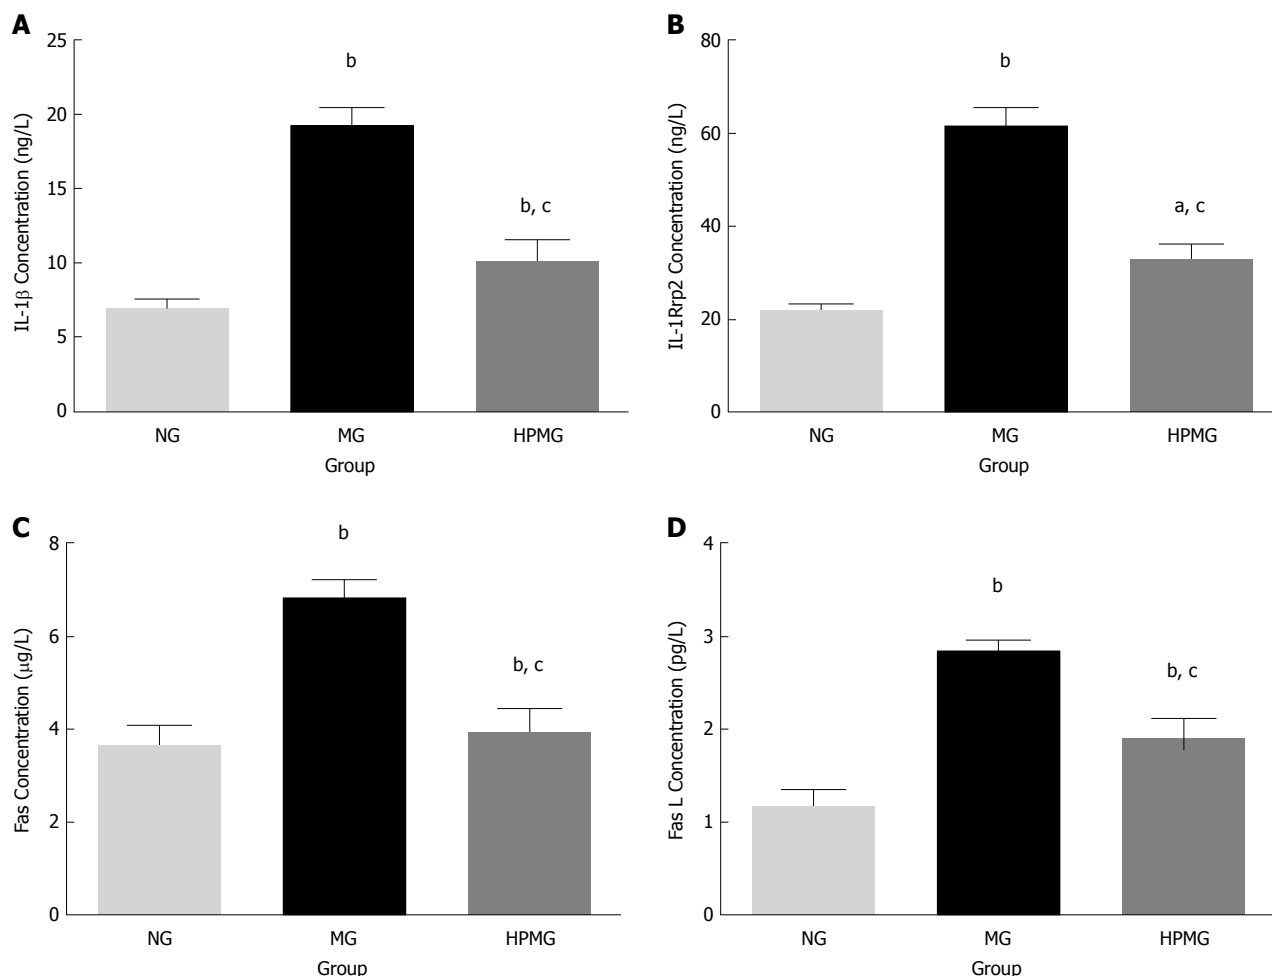 A
IL-1β Concentration (ng/L)
25
20
15
10
5
0
b
b, c
NG
MG
HPMG
Group
B
IL-1Rrp2 Concentration (ng/L)
80
60
40
20
0
b
a, c
NG
MG
HPMG
Group
C
Fas Concentration (μg/L)
8
6
4
2
0
b
b, c
NG
MG
HPMG
Group
D
Fas L Concentration (pg/L)
4
3
2
1
0
b
b, c
NG
MG
HPMG
Group